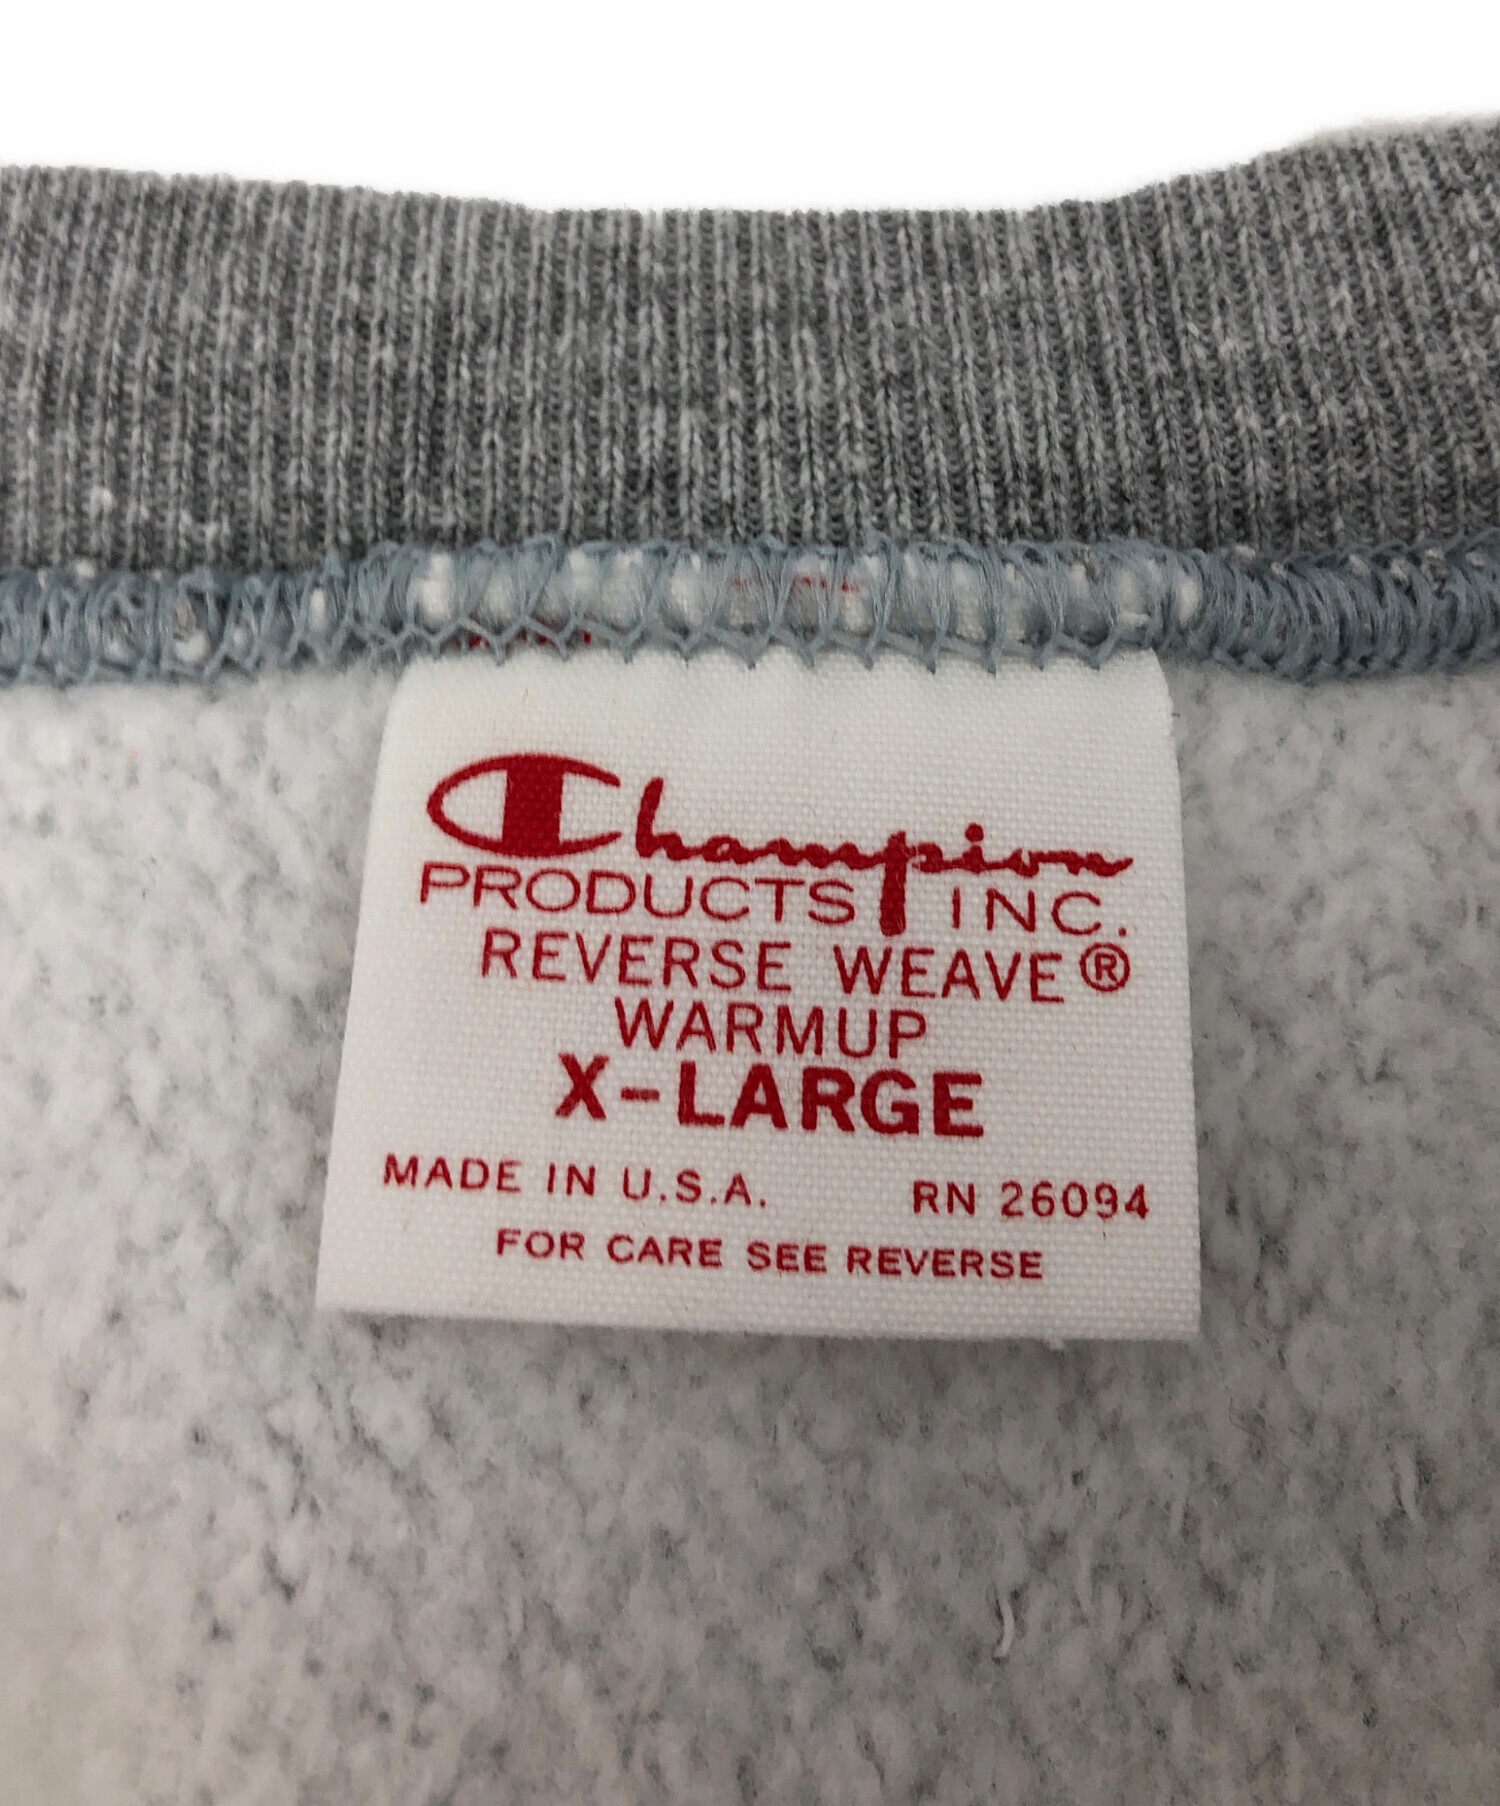 Champion
PRODUCTS INC.
REVERSE WEAVE®
WARMUP
X-LARGE
MADE IN U.S.A. RN 26094
FOR CARE SEE REVERSE